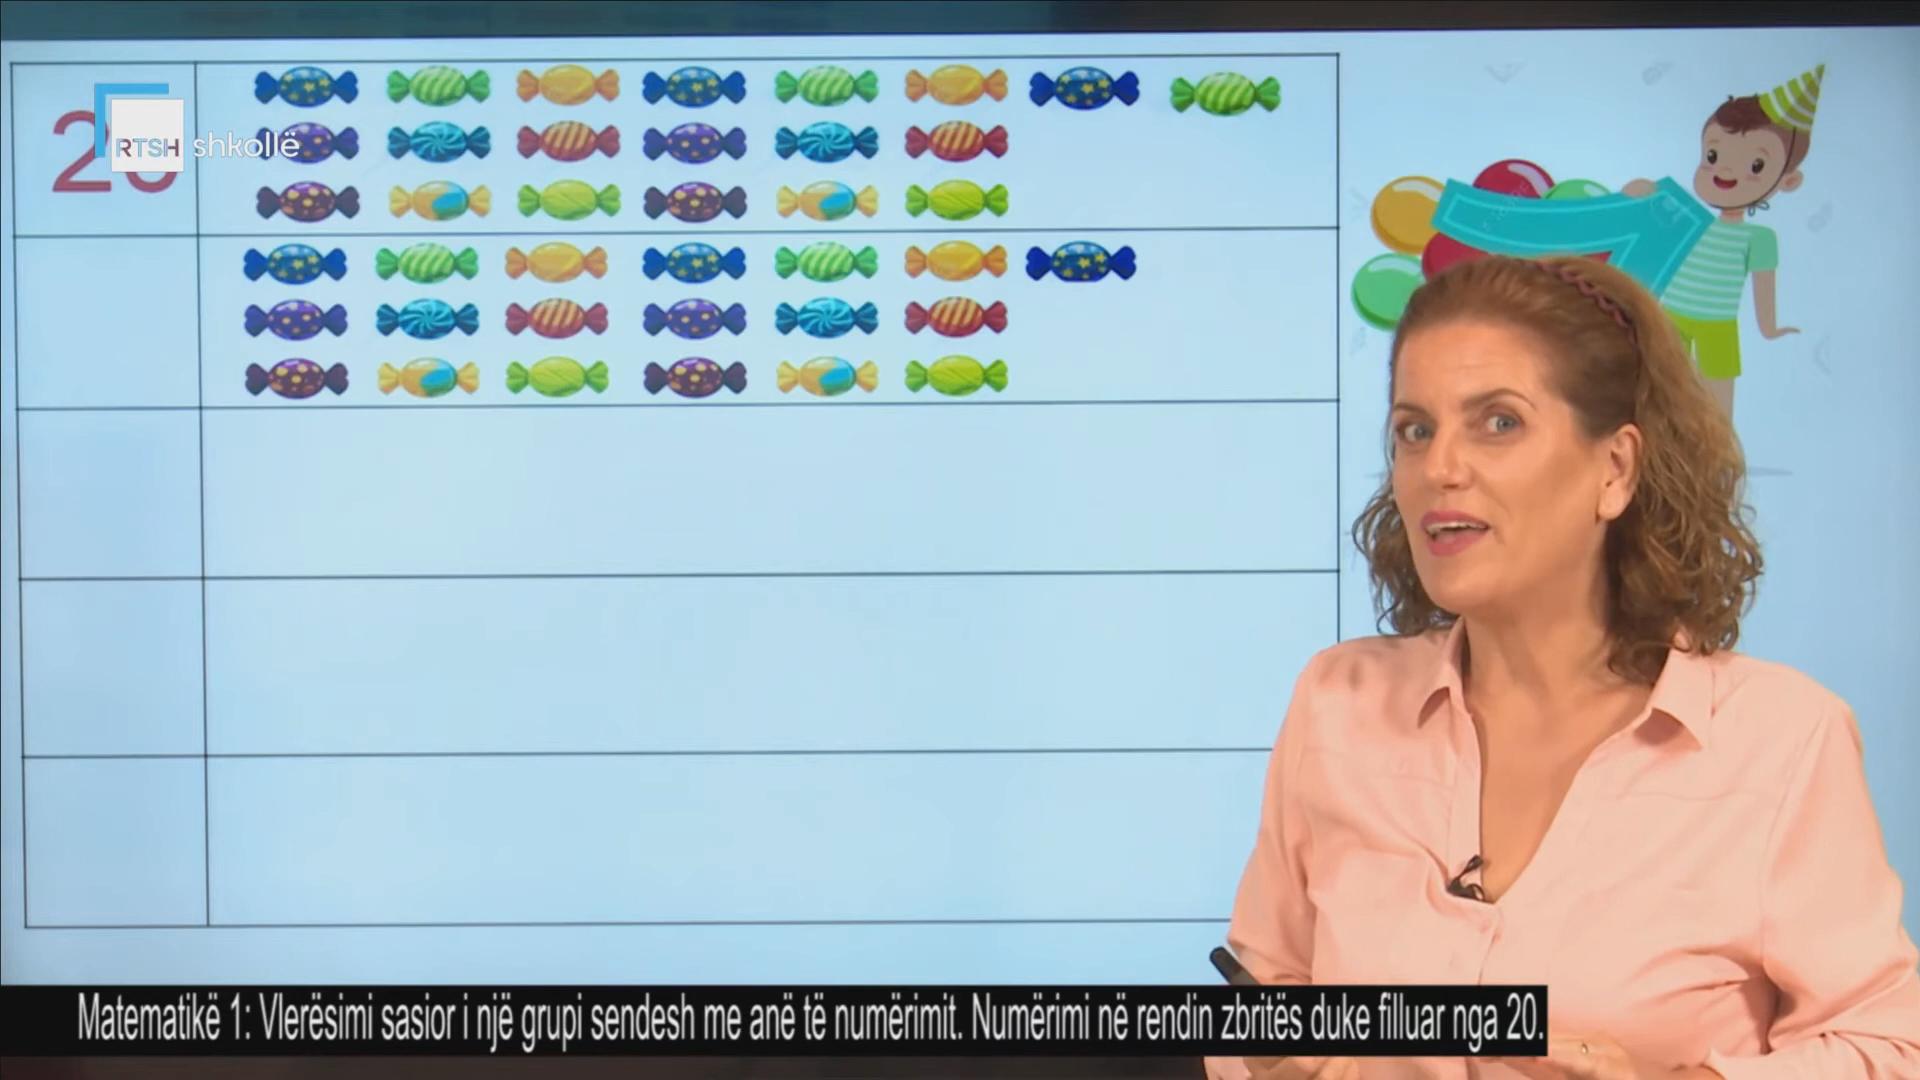 20
RTSH shkollë
Matematikë 1: Vlerësimi sasior i një grupi sendesh me anë të numërimit. Numërimi në rendin zbritës duke filluar nga 20.